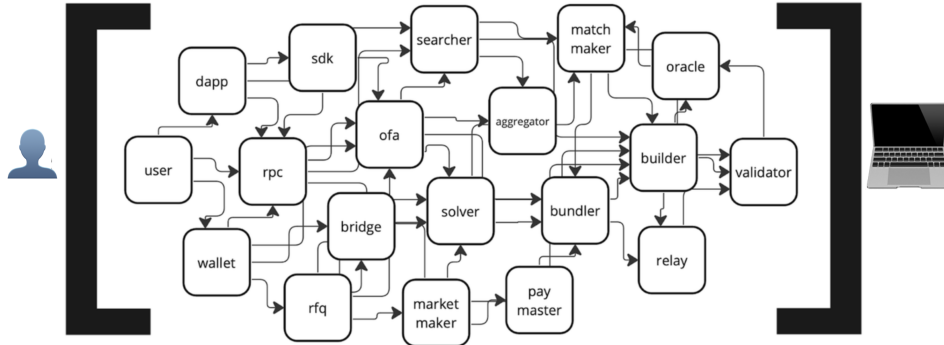 sdk
searcher
match
maker
oracle
dapp
ofa
aggregator
user
rpc
builder
validator
bridge
solver
bundler
wallet
relay
rfq
market
maker
pay
master